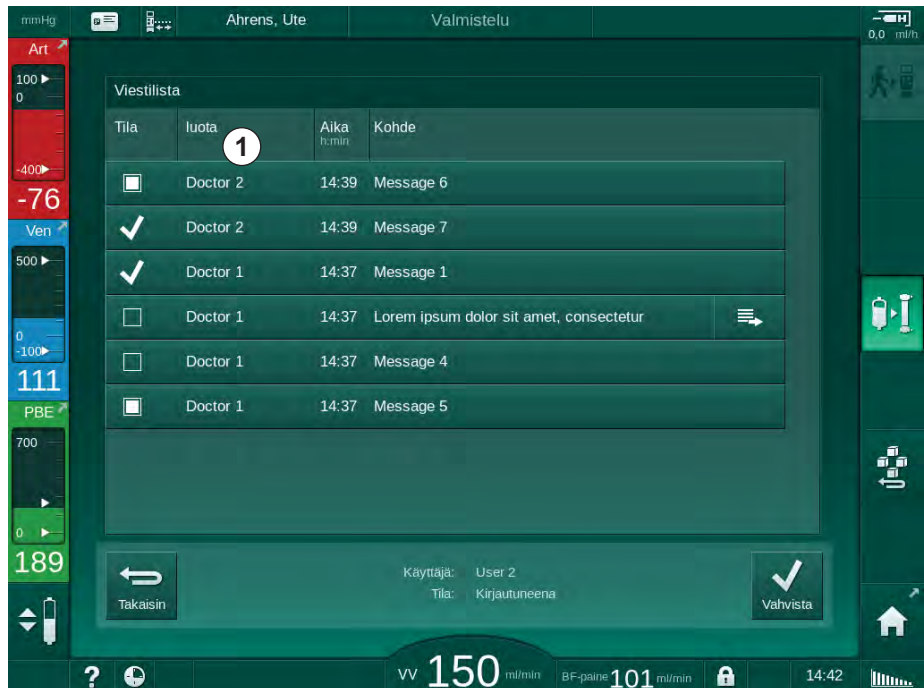 mmHg Ahrens, Ute Valmistelu 0,0 ml/h
Art
100
0
-400
-76
Ven
500
0
-100
111
PBE
700
0
189
Viestilista
Tila luota Aika Kohde
h:min
1
Doctor 2 14:39 Message 6
Doctor 2 14:39 Message 7
Doctor 1 14:37 Message 1
Doctor 1 14:37 Lorem ipsum dolor sit amet, consectetur
Doctor 1 14:37 Message 4
Doctor 1 14:37 Message 5
Takaisin
Käyttäjä: User 2
Tila: Kirjautuneena
Vahvista
H
? VV 150 ml/min BF-paine 101 ml/min 14:42